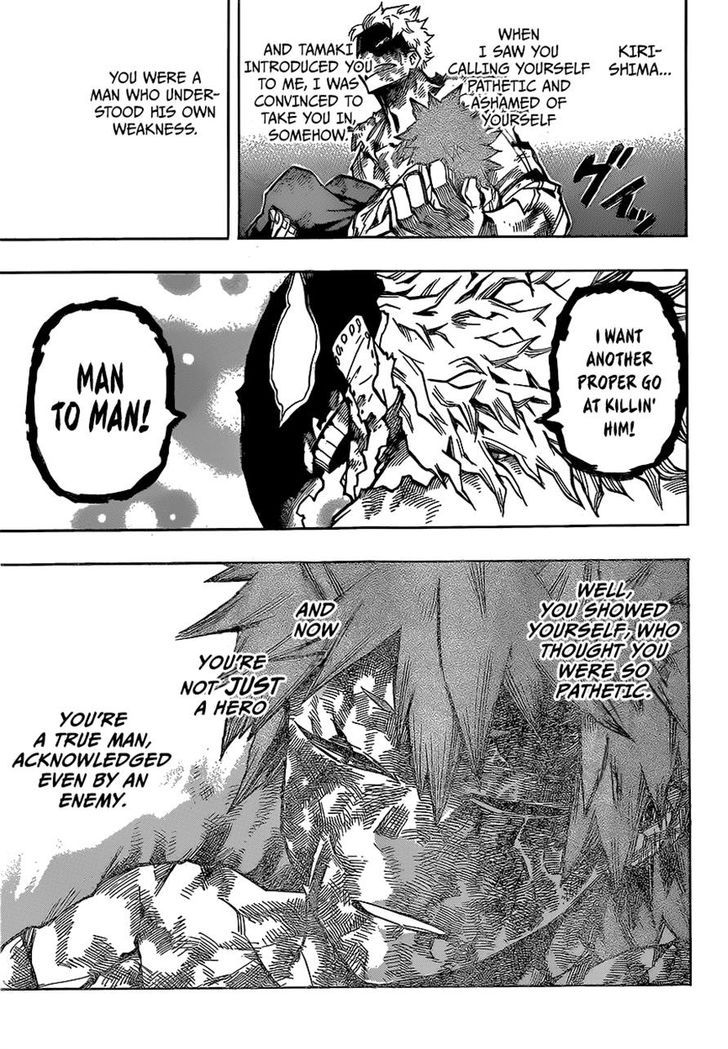 KIRI-
SHIMA...
WHEN
I SAW YOU
CALLING YOURSELF
PATHETIC AND
ASHAMED OF
YOURSELF
AND TAMAKI
INTRODUCED YOU
TO ME, I WAS
CONVINCED TO
TAKE YOU IN,
SOMEHOW.
グイッ
YOU WERE A
MAN WHO UNDER-
STOOD HIS OWN
WEAKNESS.
I WANT
ANOTHER
PROPER GO
AT KILLIN'
HIM!
MAN
TO MAN!
WELL,
YOU SHOWED
YOURSELF, WHO
THOUGHT YOU
WERE SO
PATHETIC.
AND
NOW
YOU'RE
NOT JUST
A HERO
YOU'RE
A TRUE MAN,
ACKNOWLEDGED
EVEN BY AN
ENEMY.